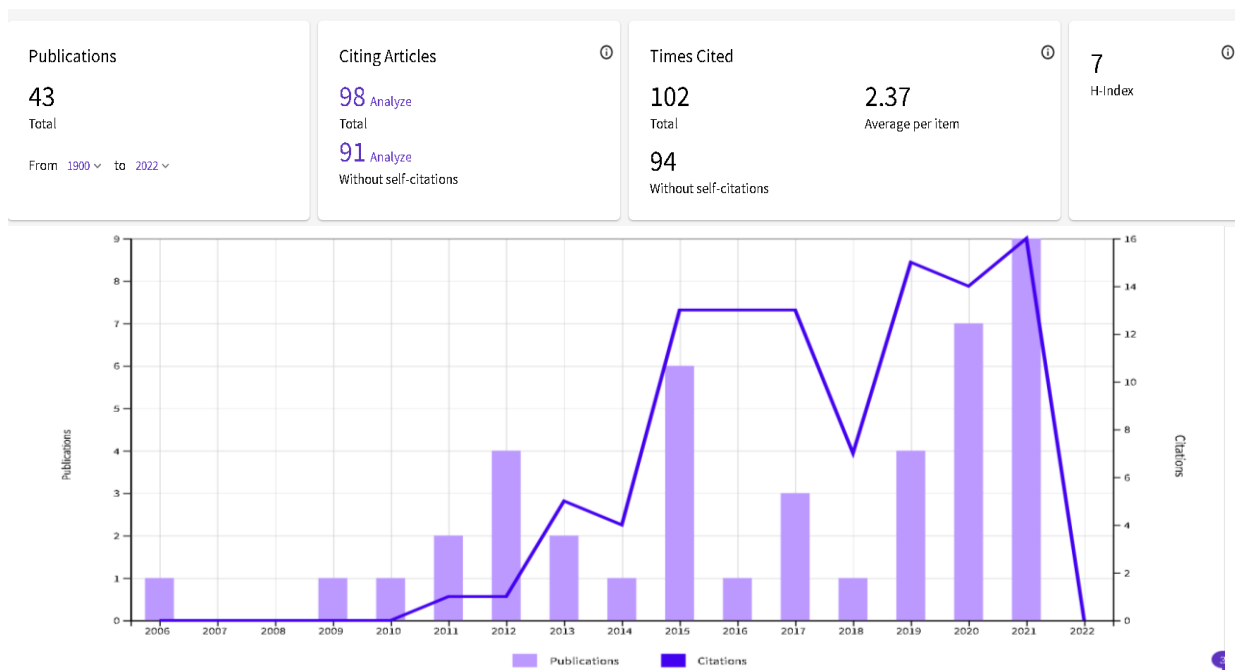 Publications
43
Total
From 1900 to 2022
Citing Articles
98 Analyze
Total
91 Analyze
Without self-citations
Times Cited
102
Total
94
Without self-citations
2.37
Average per item
7
H-Index
9
8
7
6
5
4
3
2
1
0
Publications
16
14
12
10
8
6
4
2
0
Citations
2006 2007 2008 2009 2010 2011 2012 2013 2014 2015 2016 2017 2018 2019 2020 2021 2022
Publications Citations